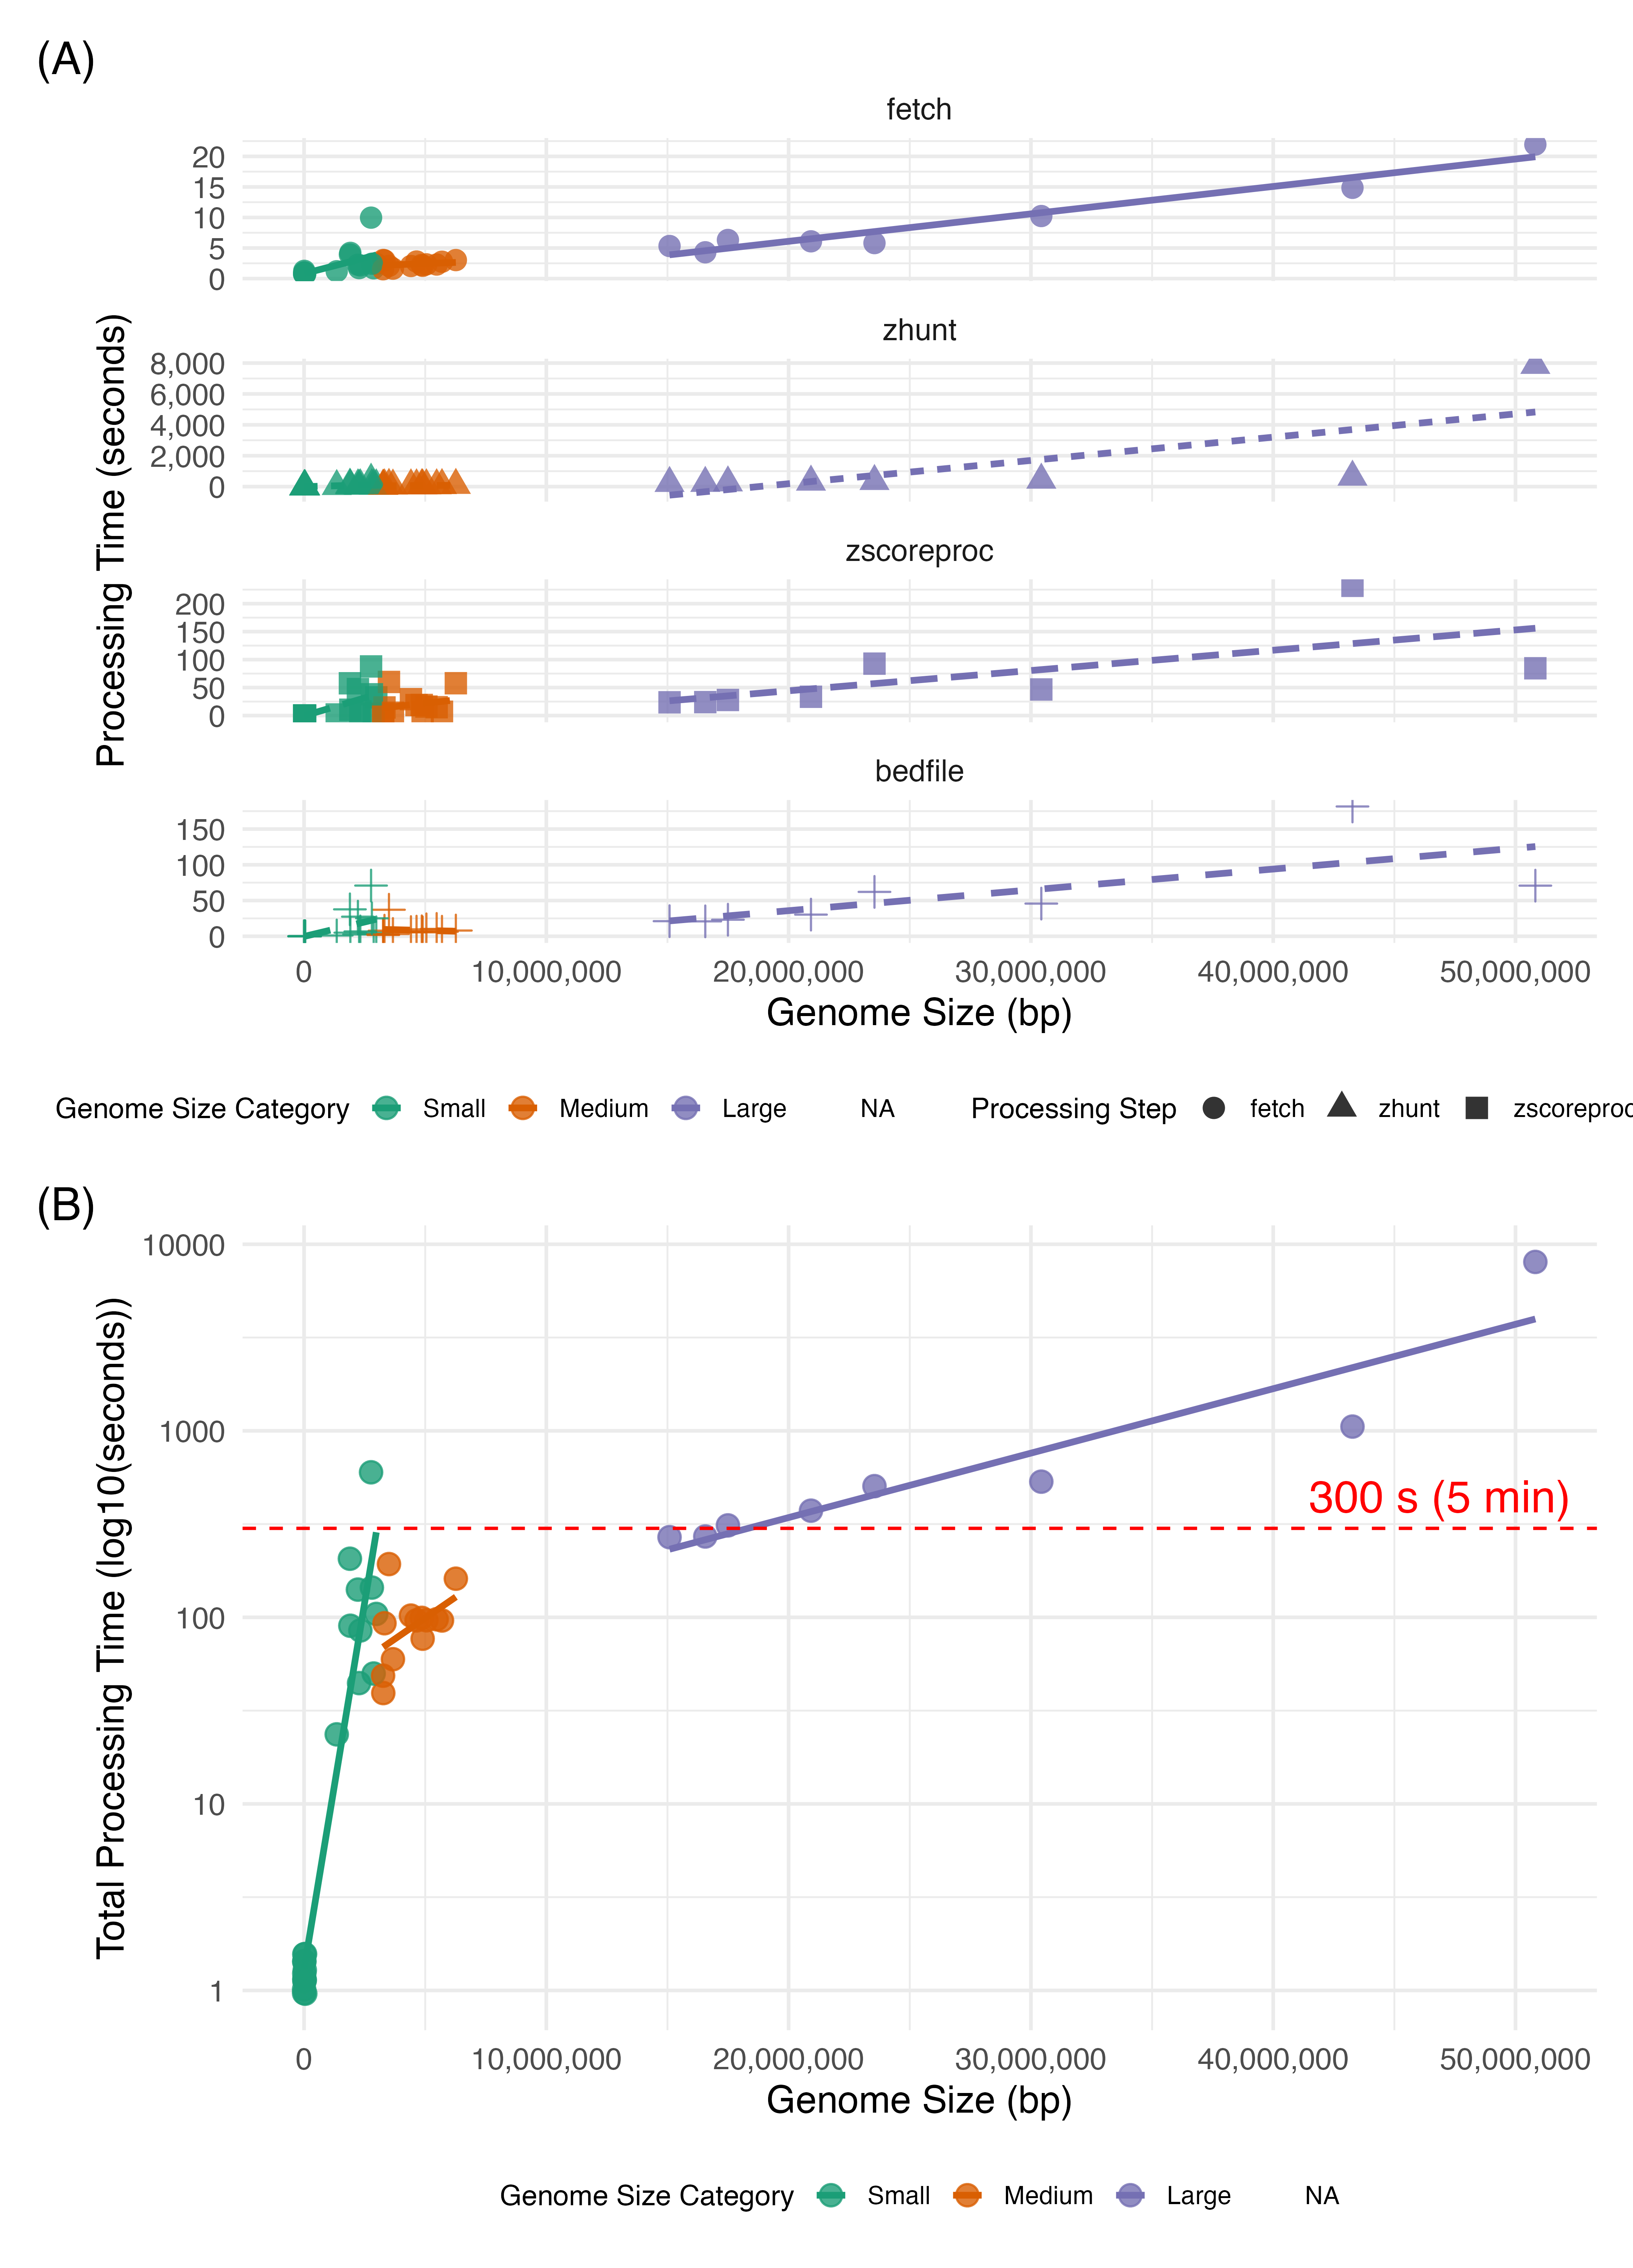 (A)
fetch
20
15
10
5
0
zhunt
8,000
6,000
4,000
2,000
0
zscoreproc
200
150
100
50
0
bedfile
150
100
50
0
Processing Time (seconds)
0 10,000,000 20,000,000 30,000,000 40,000,000 50,000,000
Genome Size (bp)
Genome Size Category Small Medium Large NA Processing Step fetch zhunt zscoreproc
(B)
10000
1000
100
10
1
Total Processing Time (log10(seconds))
300 s (5 min)
0 10,000,000 20,000,000 30,000,000 40,000,000 50,000,000
Genome Size (bp)
Genome Size Category Small Medium Large NA